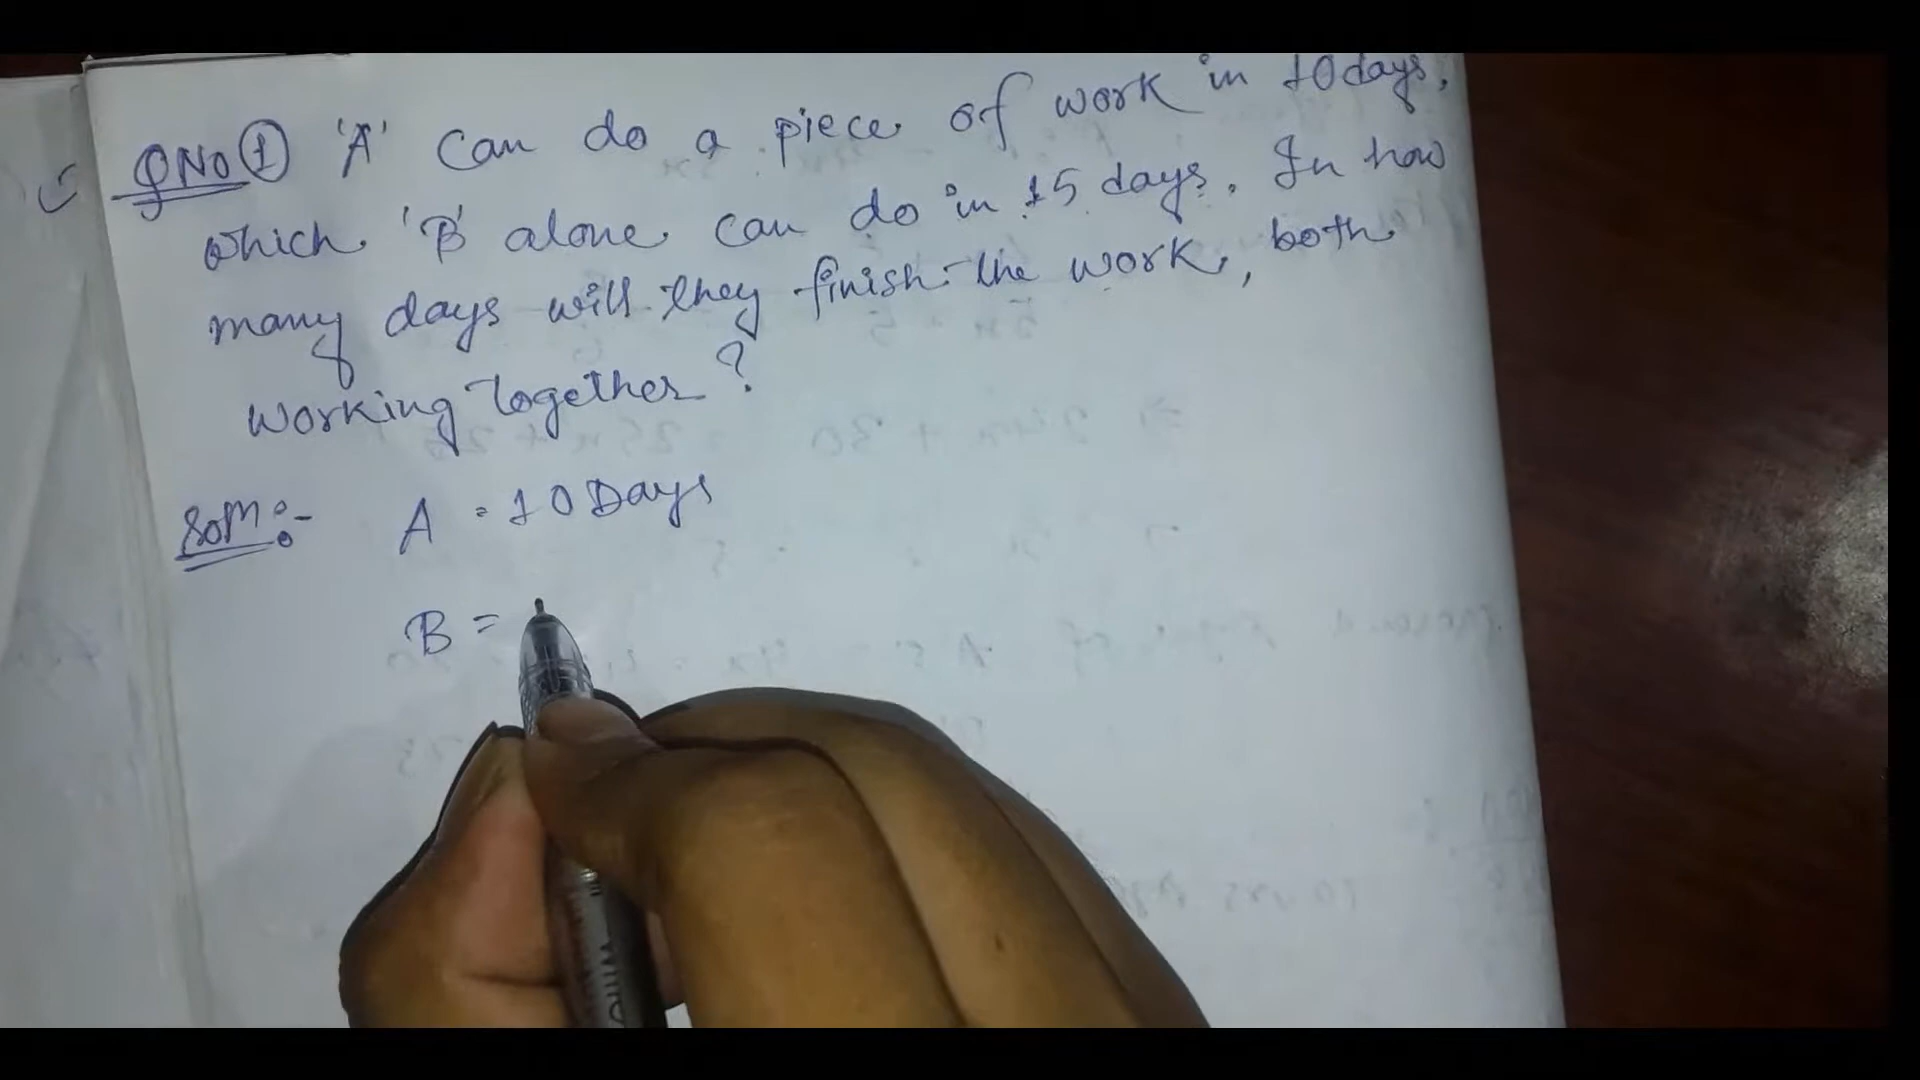 QNo 1 'A' can do a piece of work in 10 days,
which 'B' alone can do in 15 days. In how
many days will they finish the work, both
working together?
Soln:- A = 10 Days
B =